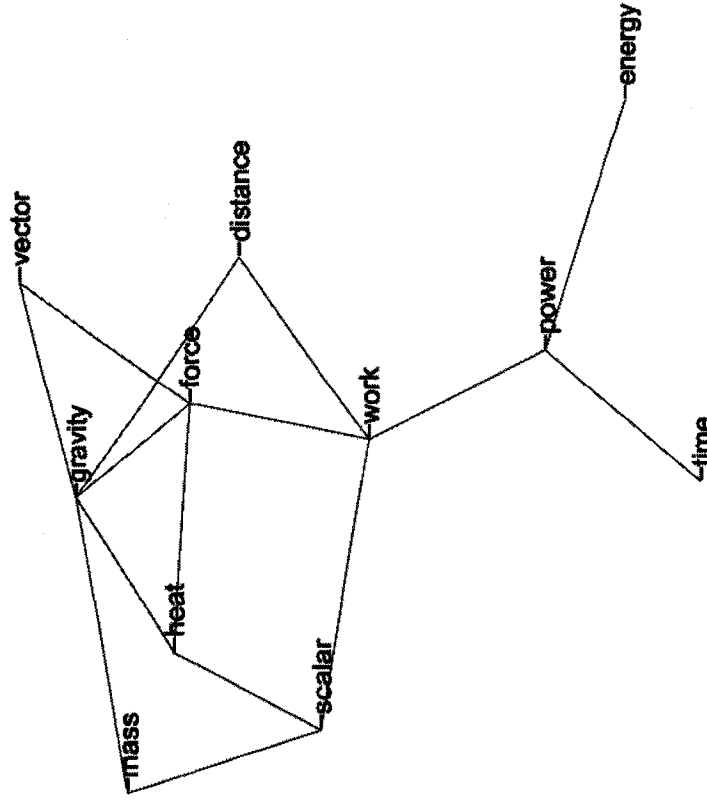 vector
gravity
mass
heat
force
distance
scalar
work
power
energy
time